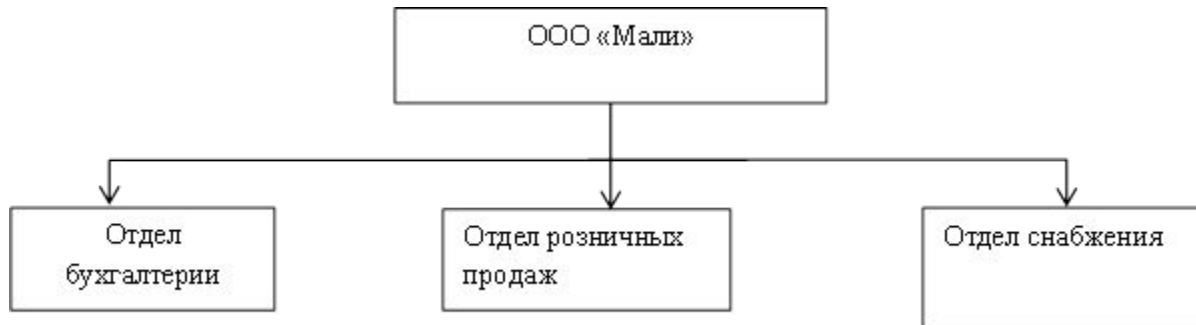 ООО «Мали»
Отдел
бухгалтерии
Отдел розничных
продаж
Отдел снабжения